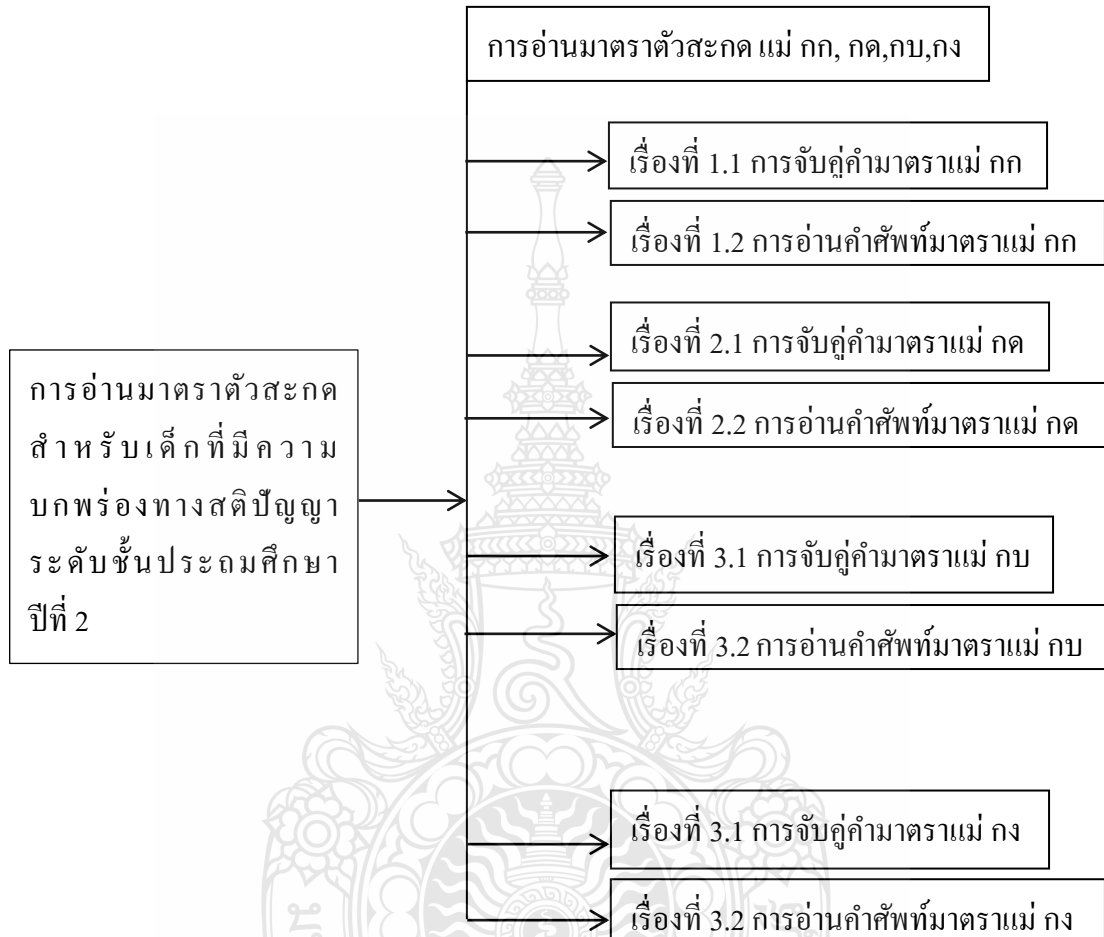 การอ่านมาตราตัวสะกด แม่ กก, กด,กบ,กง
เรื่องที่ 1.1 การจับคู่คำมาตราแม่ กก
เรื่องที่ 1.2 การอ่านคำศัพท์มาตราแม่ กก
เรื่องที่ 2.1 การจับคู่คำมาตราแม่ กด
เรื่องที่ 2.2 การอ่านคำศัพท์มาตราแม่ กด
การอ่านมาตราตัวสะกด
สำหรับเด็กที่มีความ
บกพร่องทางสติปัญญา
ระดับชั้นประถมศึกษา
ปีที่ 2
เรื่องที่ 3.1 การจับคู่คำมาตราแม่ กบ
เรื่องที่ 3.2 การอ่านคำศัพท์มาตราแม่ กบ
เรื่องที่ 3.1 การจับคู่คำมาตราแม่ กง
เรื่องที่ 3.2 การอ่านคำศัพท์มาตราแม่ กง